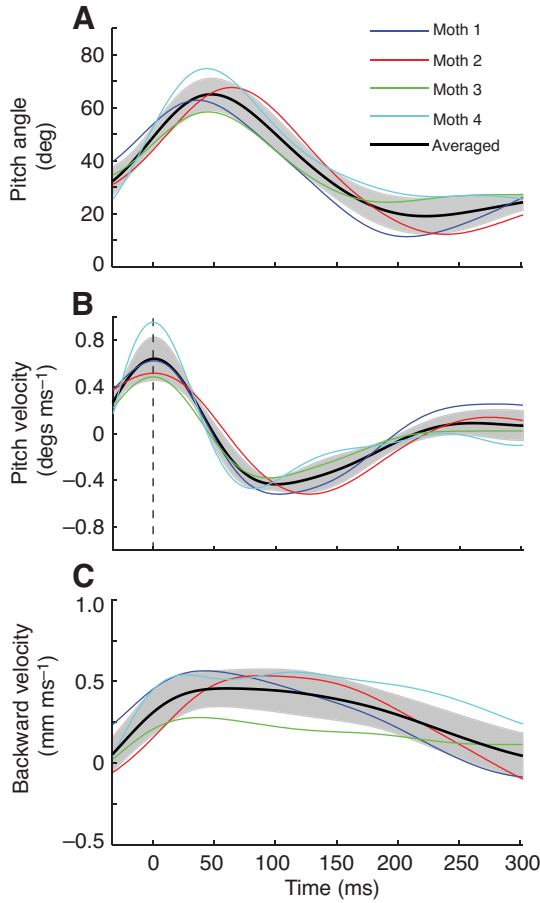 A
Moth 1
Moth 2
Moth 3
Moth 4
Averaged
80
60
40
20
0
Pitch angle
(deg)
B
0.8
0.4
0
−0.4
−0.8
Pitch velocity
(degs ms−1)
C
1.0
0.5
0
−0.5
Backward velocity
(mm ms−1)
0 50 100 150 200 250 300
Time (ms)